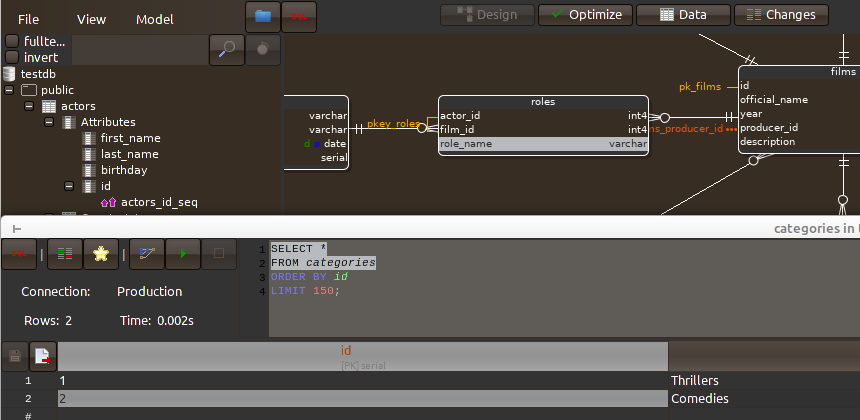 File View Model
Design Optimize Data Changes
fullte...
invert
testdb
public
actors
Attributes
first_name
last_name
birthday
id
actors_id_seq
varchar
varchar
d date
serial
pkey_roles
roles
actor_id int4
film_id int4
role_name varchar
ns_producer_id
pk_films
films
id
official_name
year
producer_id
description
categories in t
Connection: Production
Rows: 2 Time: 0.002s
1 SELECT *
2 FROM categories
3 ORDER BY id
4 LIMIT 150;
id
[PK] serial
1 1 Thrillers
2 2 Comedies
#